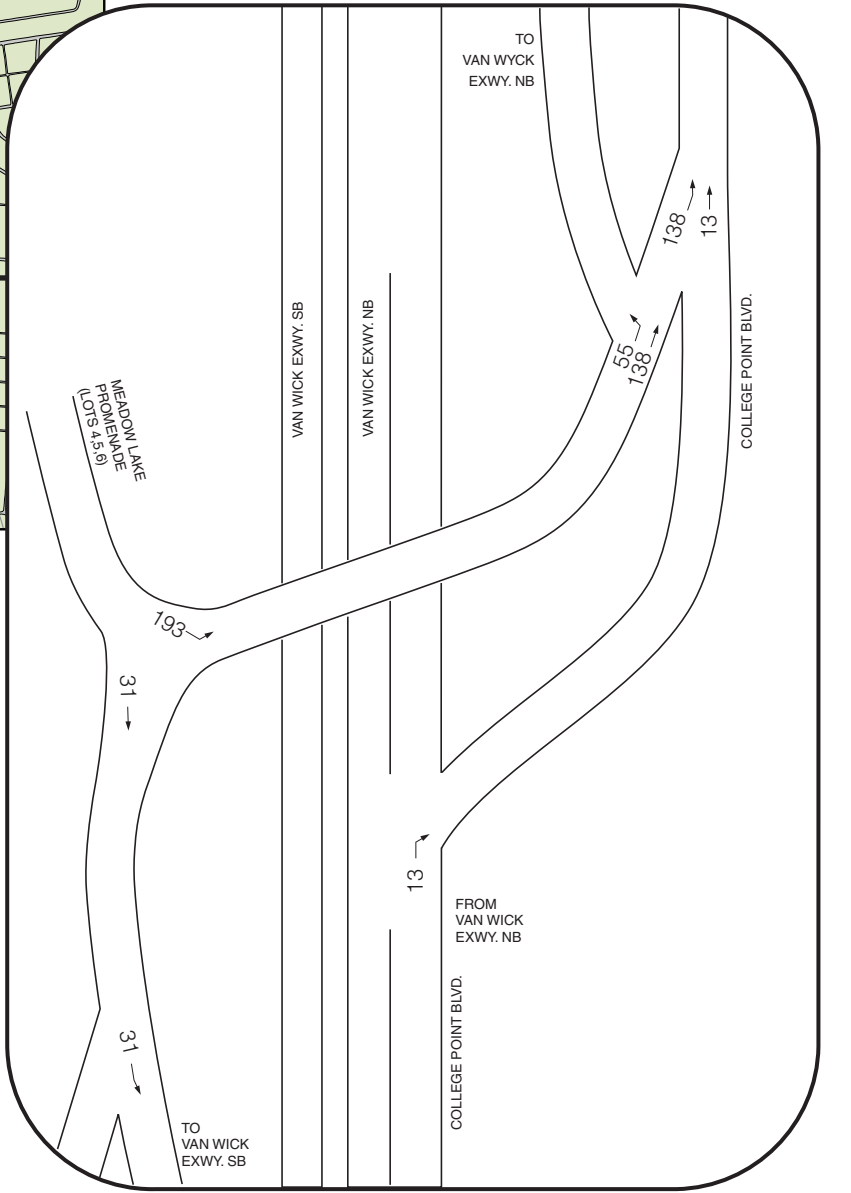 TO
VAN WYCK
EXWY. NB
138
13
VAN WICK EXWY. SB
VAN WICK EXWY. NB
55
138
COLLEGE POINT BLVD.
MEADOW LAKE
PROMENADE
(LOTS 4,5,6)
193
31
13
FROM
VAN WICK
EXWY. NB
COLLEGE POINT BLVD.
31
TO
VAN WICK
EXWY. SB